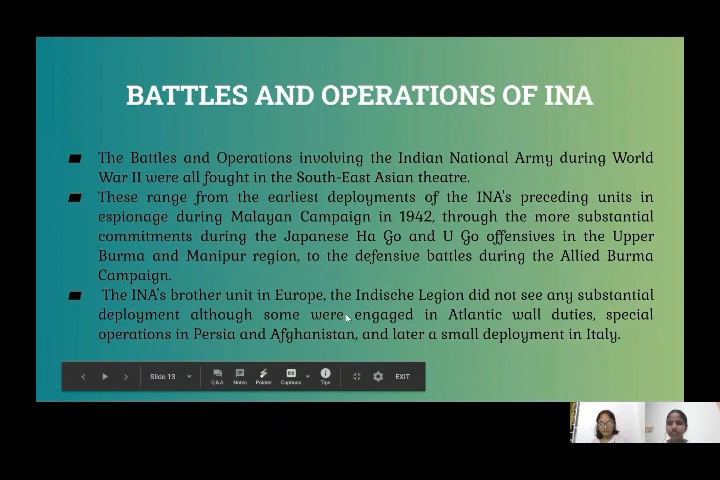 BATTLES AND OPERATIONS OF INA
The Battles and Operations involving the Indian National Army during World
War II were all fought in the South-East Asian theatre.
These range from the earliest deployments of the INA's preceding units in
espionage during Malayan Campaign in 1942, through the more substantial
commitments during the Japanese Ha Go and U Go offensives in the Upper
Burma and Manipur region, to the defensive battles during the Allied Burma
Campaign.
The INA's brother unit in Europe, the Indische Legion did not see any substantial
deployment although some were engaged in Atlantic wall duties, special
operations in Persia and Afghanistan, and later a small deployment in Italy.
Slide 13 Q&A Notes Pointer CC Captions Tips EXIT